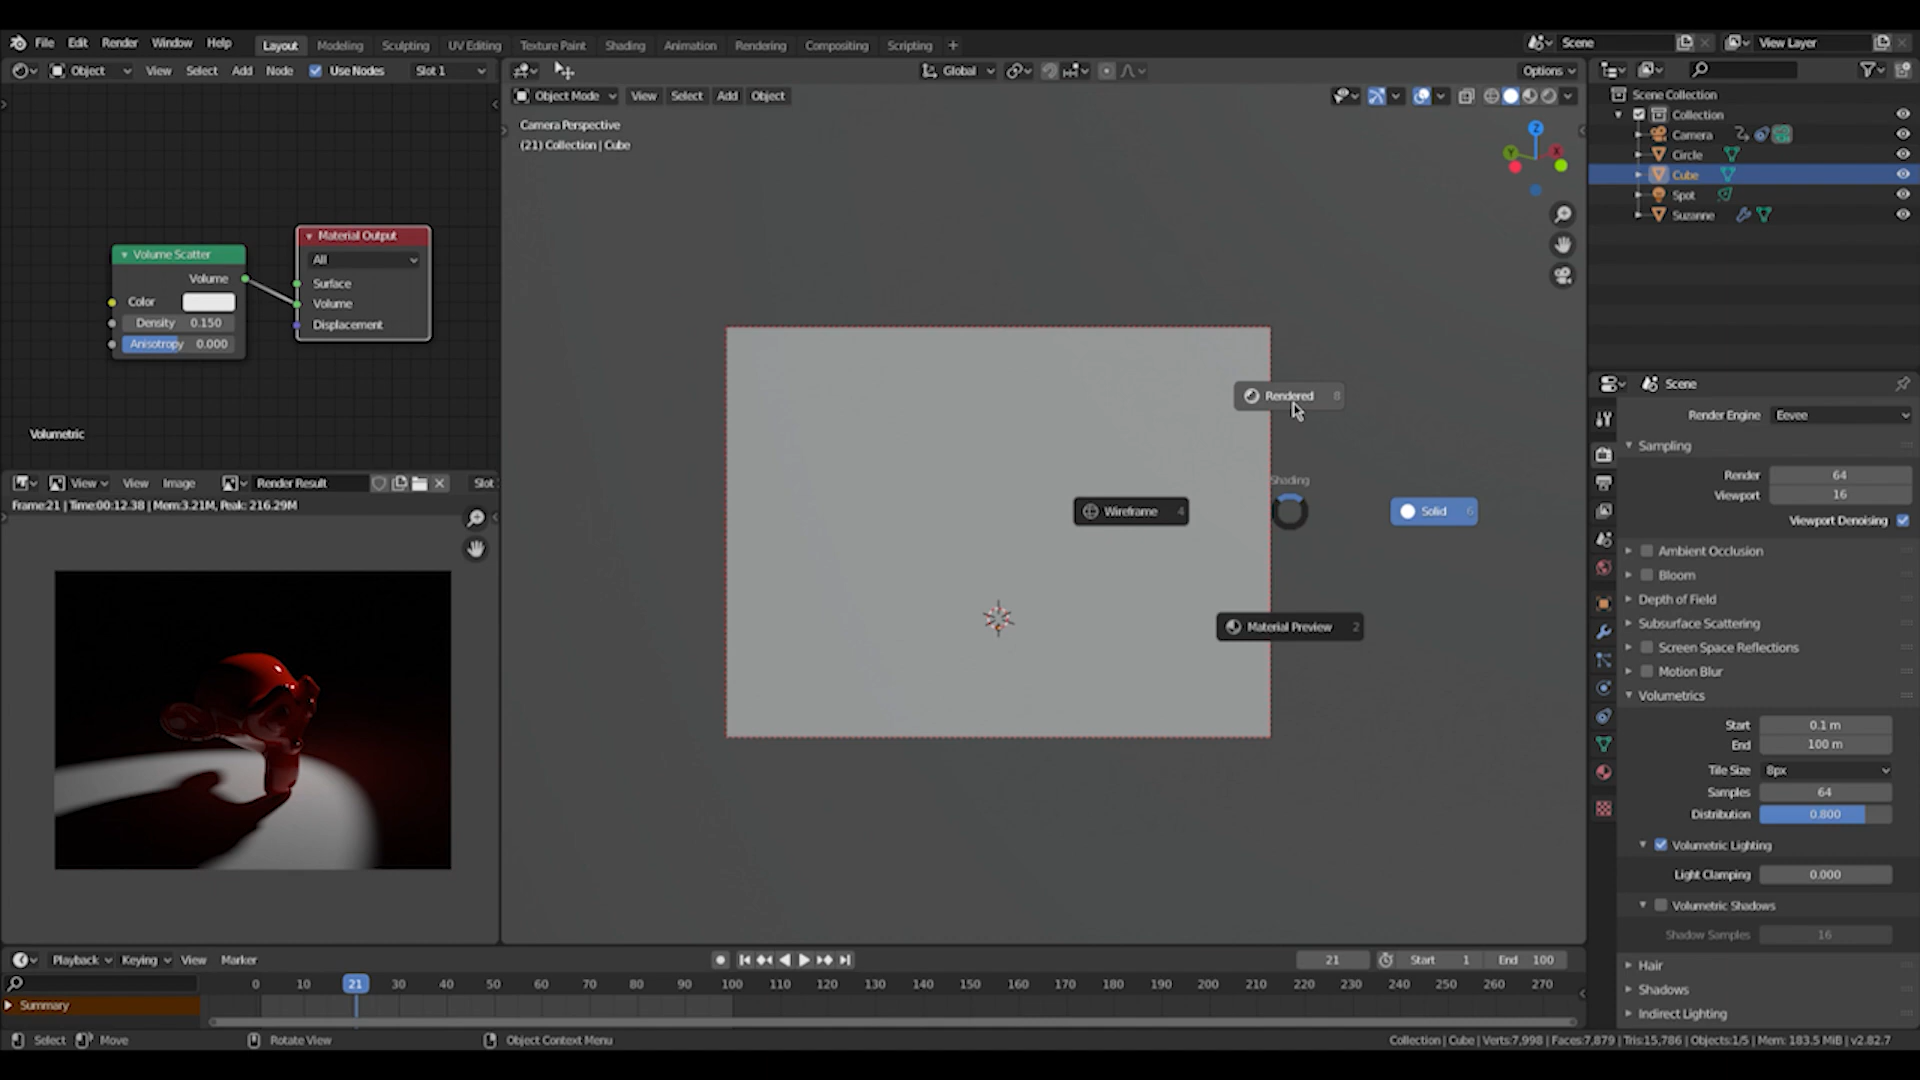 File Edit Render Window Help Layout Modeling Sculpting UV Editing Texture Paint Shading Animation Rendering Compositing Scripting + Scene View Layer
Object View Select Add Node Use Nodes Slot 1
Global Options
Object Mode View Select Add Object
Camera Perspective
(21) Collection | Cube
Volume Scatter
Volume
Color
Density 0.150
Anisotropy 0.000
Material Output
All
Surface
Volume
Displacement
Volumetric
View View Image Render Result Slot
Frame:21 | Time:00:12.38 | Mem:3.21M, Peak: 216.29M
Z
Y
X
Rendered 8
Shading
Wireframe 4
Solid 6
Material Preview 2
Scene Collection
Collection
Camera
Circle
Cube
Spot
Suzanne
Scene
Render Engine Eevee
Sampling
Render 64
Viewport 16
Viewport Denoising
Ambient Occlusion
Bloom
Depth of Field
Subsurface Scattering
Screen Space Reflections
Motion Blur
Volumetrics
Start 0.1 m
End 100 m
Tile Size 8px
Samples 64
Distribution 0.800
Volumetric Lighting
Light Clamping 0.000
Volumetric Shadows
Shadow Samples 16
Hair
Shadows
Indirect Lighting
Playback Keying View Marker 21 Start 1 End 100
0 10 21 30 40 50 60 70 80 90 100 110 120 130 140 150 160 170 180 190 200 210 220 230 240 250 260 270
Summary
Select Move Rotate View Object Context Menu Collection | Cube | Verts:7,998 | Faces:7,879 | Tris:15,786 | Objects:1/5 | Mem: 183.5 MiB | v2.82.7